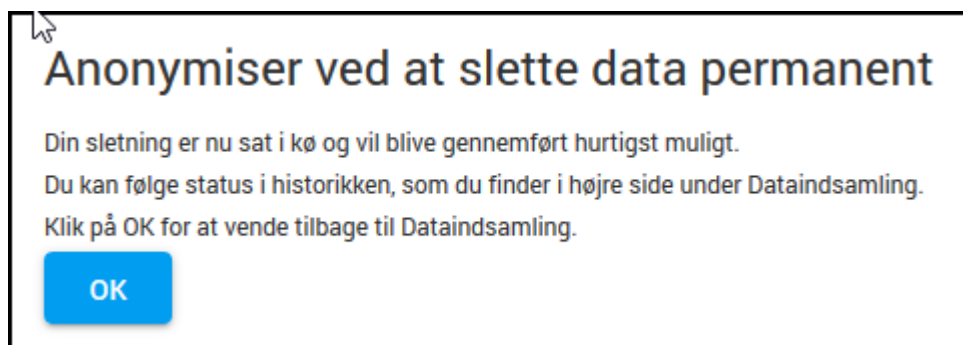 Anonymiser ved at slette data permanent
Din sletning er nu sat i kø og vil blive gennemført hurtigst muligt.
Du kan følge status i historikken, som du finder i højre side under Dataindsamling.
Klik på OK for at vende tilbage til Dataindsamling.
OK